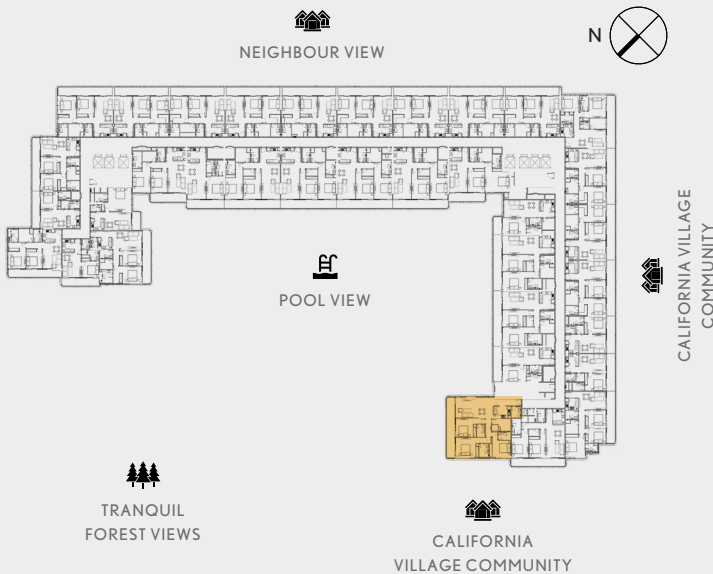 N
NEIGHBOUR VIEW
CALIFORNIA VILLAGE
COMMUNITY
POOL VIEW
TRANQUIL
FOREST VIEWS
CALIFORNIA
VILLAGE COMMUNITY